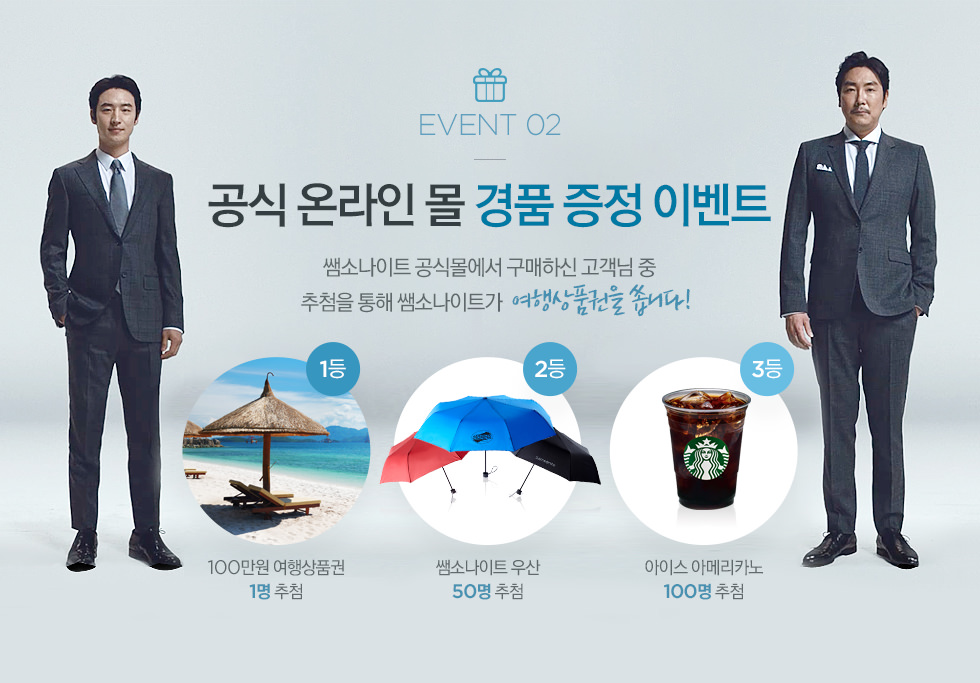 EVENT 02
공식 온라인 몰 경품 증정 이벤트
쌤소나이트 공식몰에서 구매하신 고객님 중
추첨을 통해 쌤소나이트가 여행상품권을 쏩니다!
1등
2등
3등
100만원 여행상품권
1명 추첨
쌤소나이트 우산
50명 추첨
아이스 아메리카노
100명 추첨